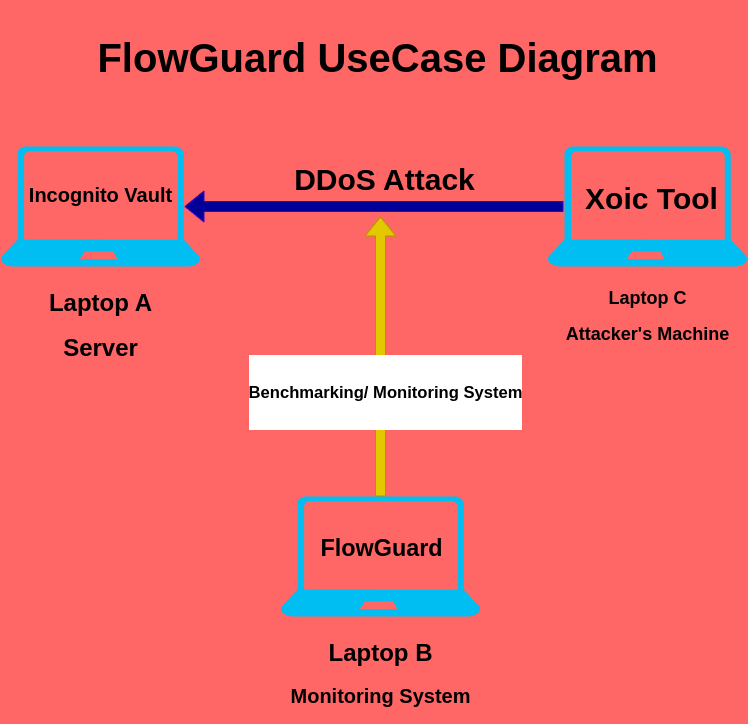 FlowGuard UseCase Diagram
DDoS Attack
Incognito Vault
Xoic Tool
Laptop A
Server
Laptop C
Attacker's Machine
Benchmarking/ Monitoring System
FlowGuard
Laptop B
Monitoring System